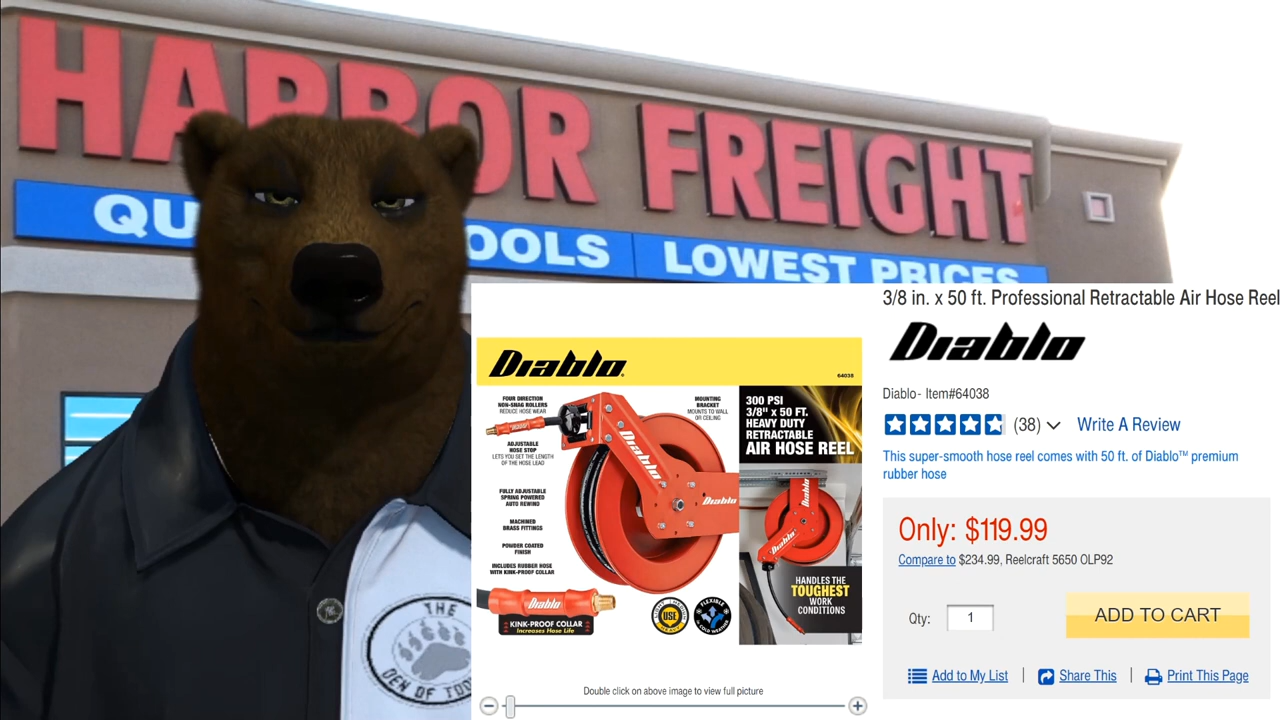 HARBOR FREIGHT
QU
OOLS
LOWEST PRICES
THE
DEN OF TOO
Diablo
64038
FOUR DIRECTION
NON-SNAG ROLLERS
REDUCE HOSE WEAR
MOUNTING
BRACKET
MOUNTS TO WALL
OR CEILING
ADJUSTABLE
HOSE STOP
LETS YOU SET THE LENGTH
OF THE HOSE LEAD
FULLY ADJUSTABLE
SPRING POWERED
AUTO REWIND
MACHINED
BRASS FITTINGS
POWDER COATED
FINISH
INCLUDES RUBBER HOSE
WITH KINK-PROOF COLLAR
Diablo
Diablo
Diablo
KINK-PROOF COLLAR
Increases Hose Life
USE
FLEXIBLE
COLD WEATHER
300 PSI
3/8" x 50 FT.
HEAVY DUTY
RETRACTABLE
AIR HOSE REEL
Diablo
Diablo
HANDLES THE
TOUGHEST
WORK
CONDITIONS
Double click on above image to view full picture
3/8 in. x 50 ft. Professional Retractable Air Hose Reel
Diablo
Diablo- Item#64038
(38) Write A Review
This super-smooth hose reel comes with 50 ft. of Diablo™ premium
rubber hose
Only: $119.99
Compare to $234.99, Reelcraft 5650 OLP92
Qty: 1 ADD TO CART
Add to My List | Share This | Print This Page